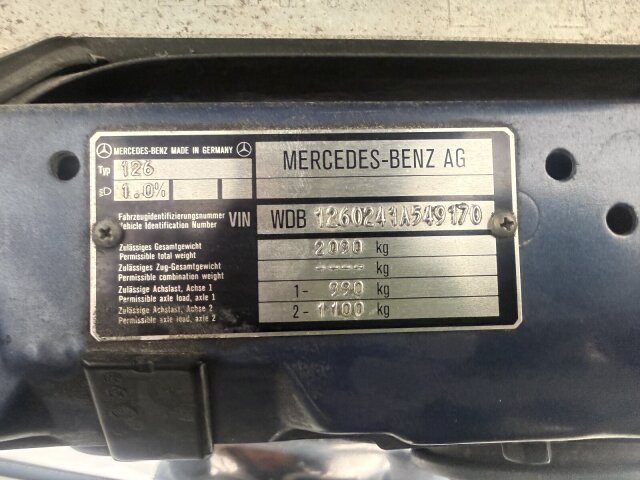 MERCEDES-BENZ MADE IN GERMANY
Typ 126
1.0%
MERCEDES-BENZ AG
Fahrzeugidentifizierungsnummer
Vehicle Identification Number
VIN WDB 1260241A549170
Zulässiges Gesamtgewicht
Permissible total weight
2090 kg
Zulässiges Zug-Gesamtgewicht
Permissible combination weight
---- kg
Zulässige Achslast, Achse 1
Permissible axle load, axle 1
1- 990 kg
Zulässige Achslast, Achse 2
Permissible axle load, axle 2
2- 1100 kg